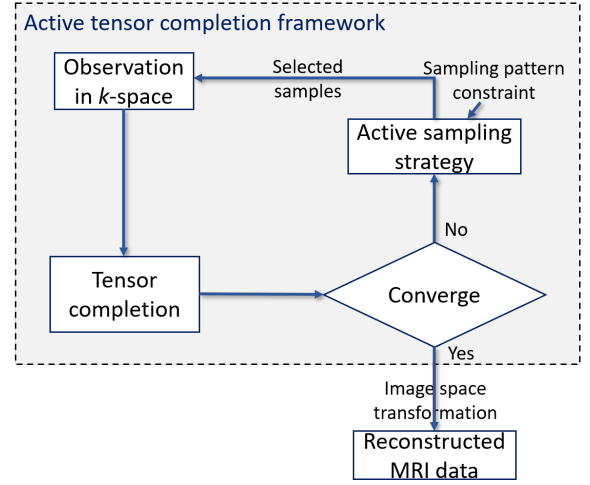 Active tensor completion framework
Observation
in k-space
Selected
samples
Sampling pattern
constraint
Active sampling
strategy
No
Tensor
completion
Converge
Yes
Image space
transformation
Reconstructed
MRI data